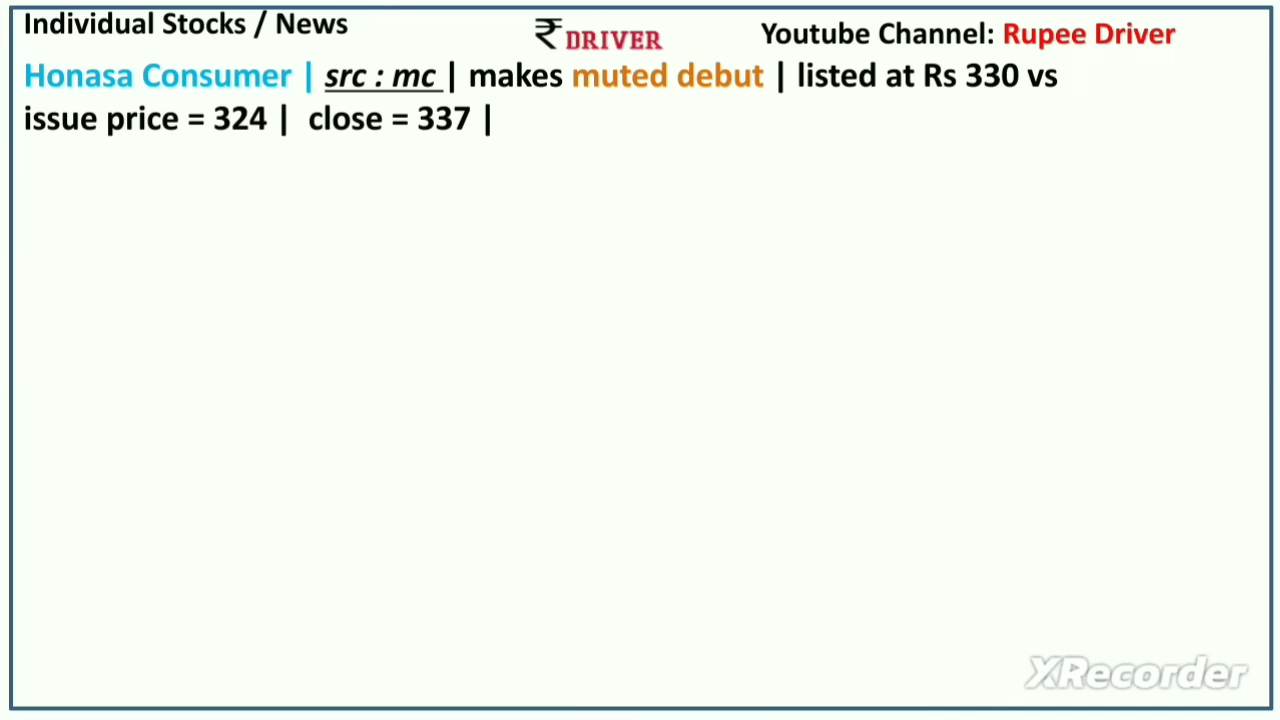 Individual Stocks / News
₹ DRIVER
Youtube Channel: Rupee Driver
Honasa Consumer | src : mc | makes muted debut | listed at Rs 330 vs
issue price = 324 | close = 337 |
XRecorder